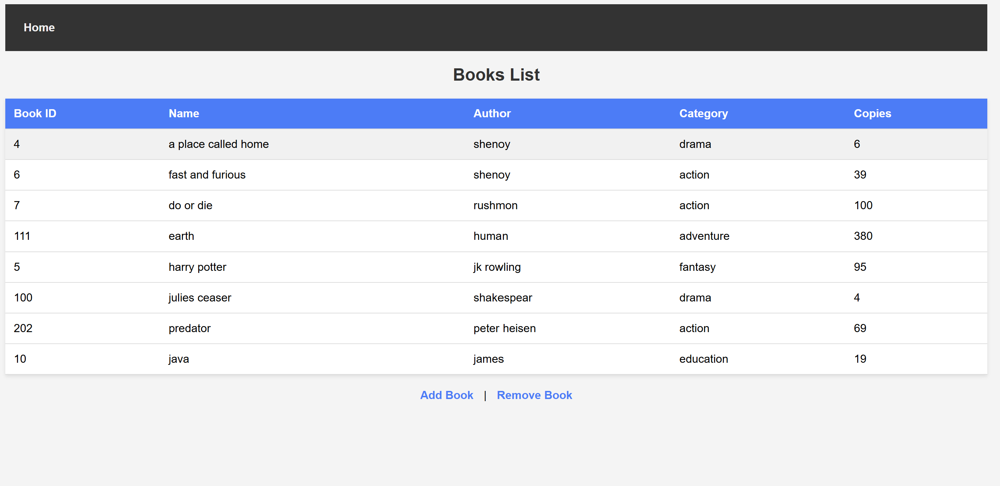 Home
Books List
Book ID Name Author Category Copies
4 a place called home shenoy drama 6
6 fast and furious shenoy action 39
7 do or die rushmon action 100
111 earth human adventure 380
5 harry potter jk rowling fantasy 95
100 julies ceaser shakespear drama 4
202 predator peter heisen action 69
10 java james education 19
Add Book | Remove Book